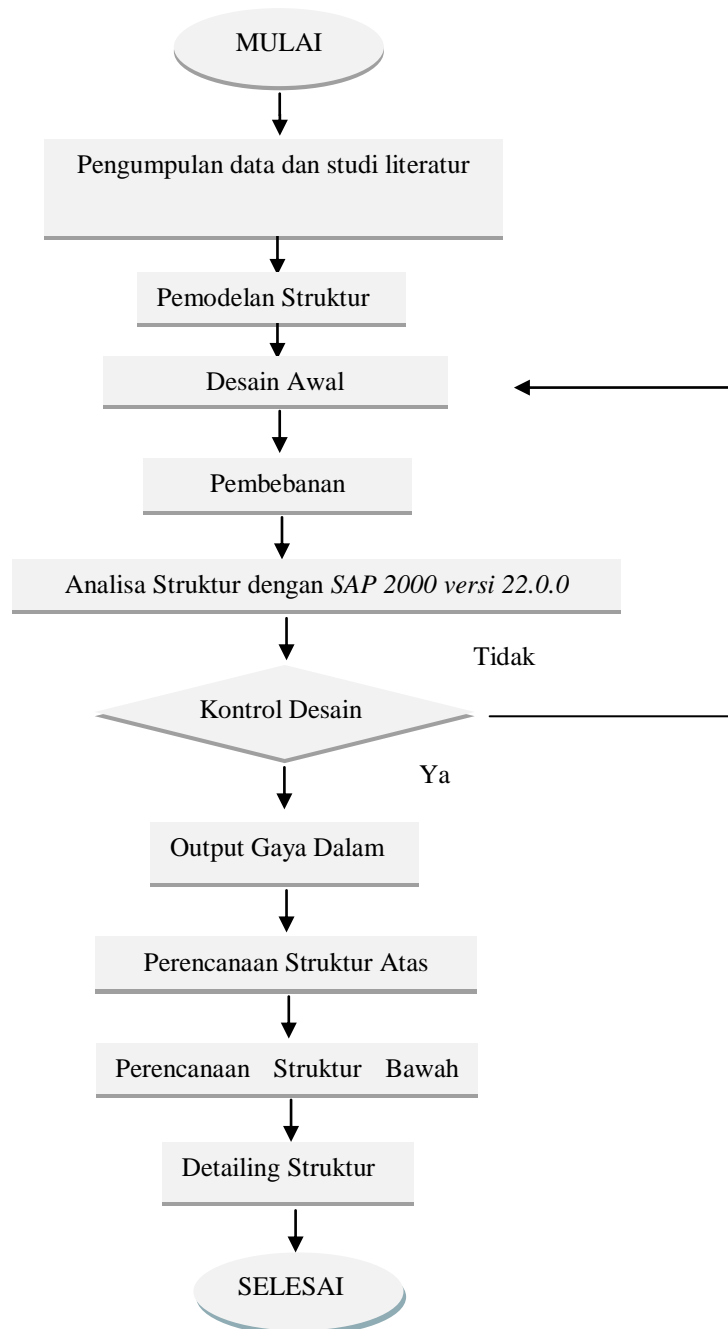 MULAI
Pengumpulan data dan studi literatur
Pemodelan Struktur
Desain Awal
Pembebanan
Analisa Struktur dengan SAP 2000 versi 22.0.0
Tidak
Kontrol Desain
Ya
Output Gaya Dalam
Perencanaan Struktur Atas
Perencanaan Struktur Bawah
Detailing Struktur
SELESAI